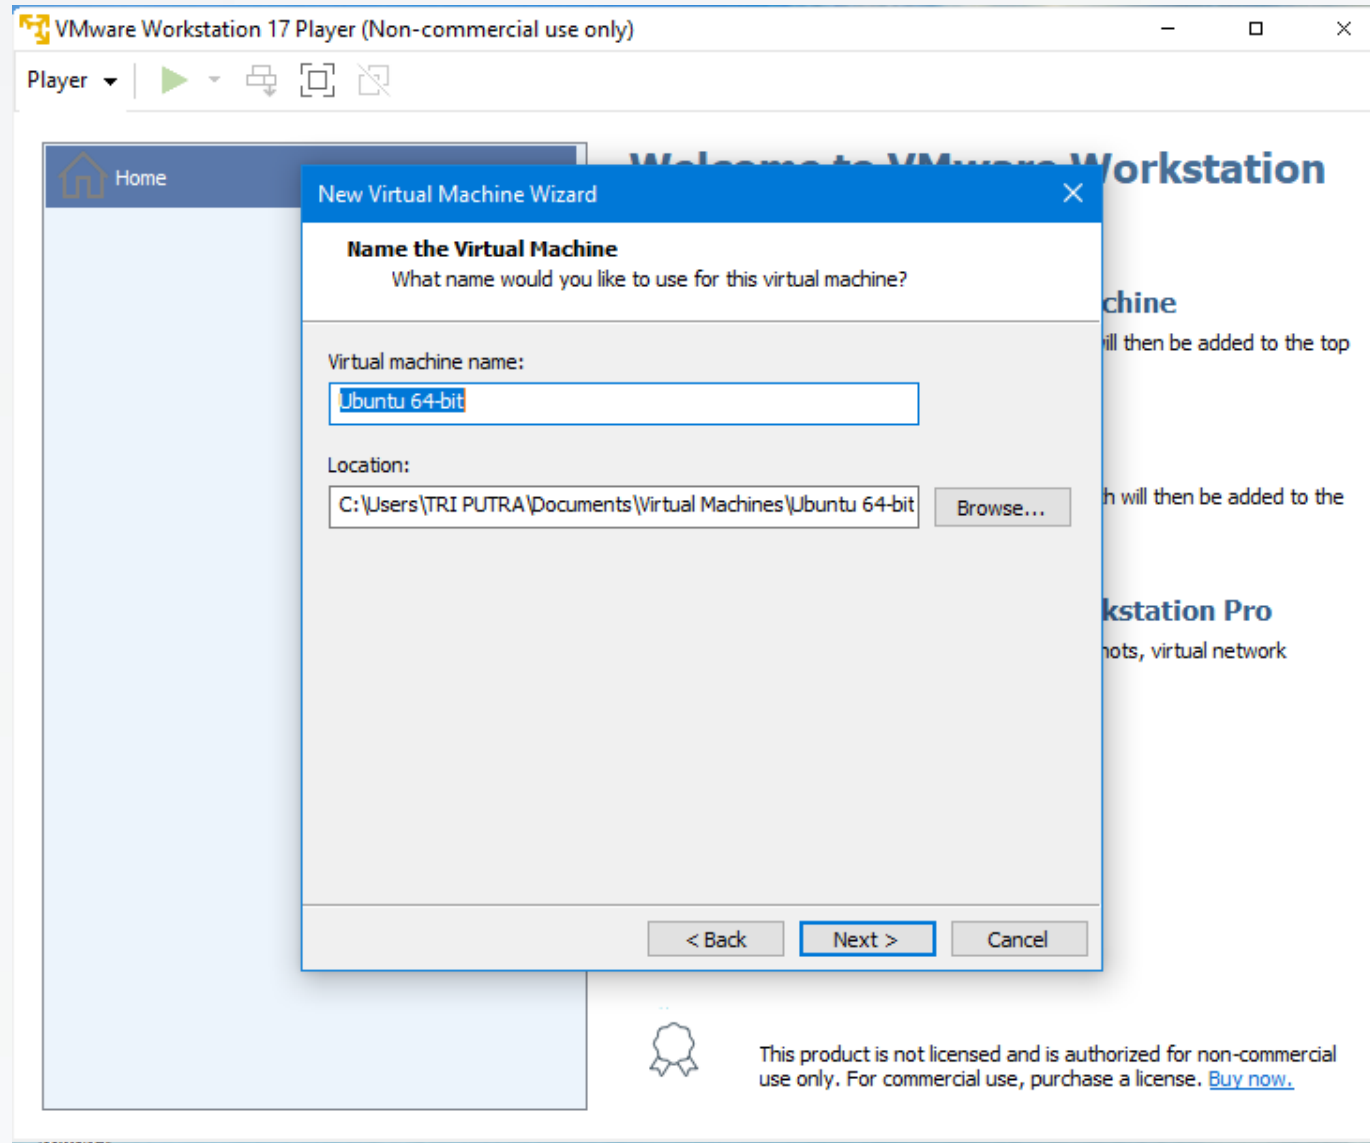 VMware Workstation 17 Player (Non-commercial use only)
Player
Home
Welcome to VMware Workstation
New Virtual Machine Wizard
Name the Virtual Machine
What name would you like to use for this virtual machine?
Virtual machine name:
Ubuntu 64-bit
Location:
C:\Users\TRI PUTRA\Documents\Virtual Machines\Ubuntu 64-bit
Browse...
< Back
Next >
Cancel
chine
ill then be added to the top
h will then be added to the
kstation Pro
hots, virtual network
This product is not licensed and is authorized for non-commercial
use only. For commercial use, purchase a license. Buy now.